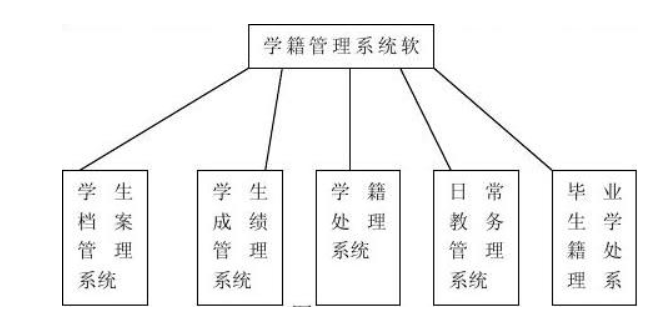 学籍管理系统软
学生
档案
管理
系统
学生
成绩
管理
系统
学籍
处理
系统
日常
教务
管理
系统
毕业
生学
籍处
理系